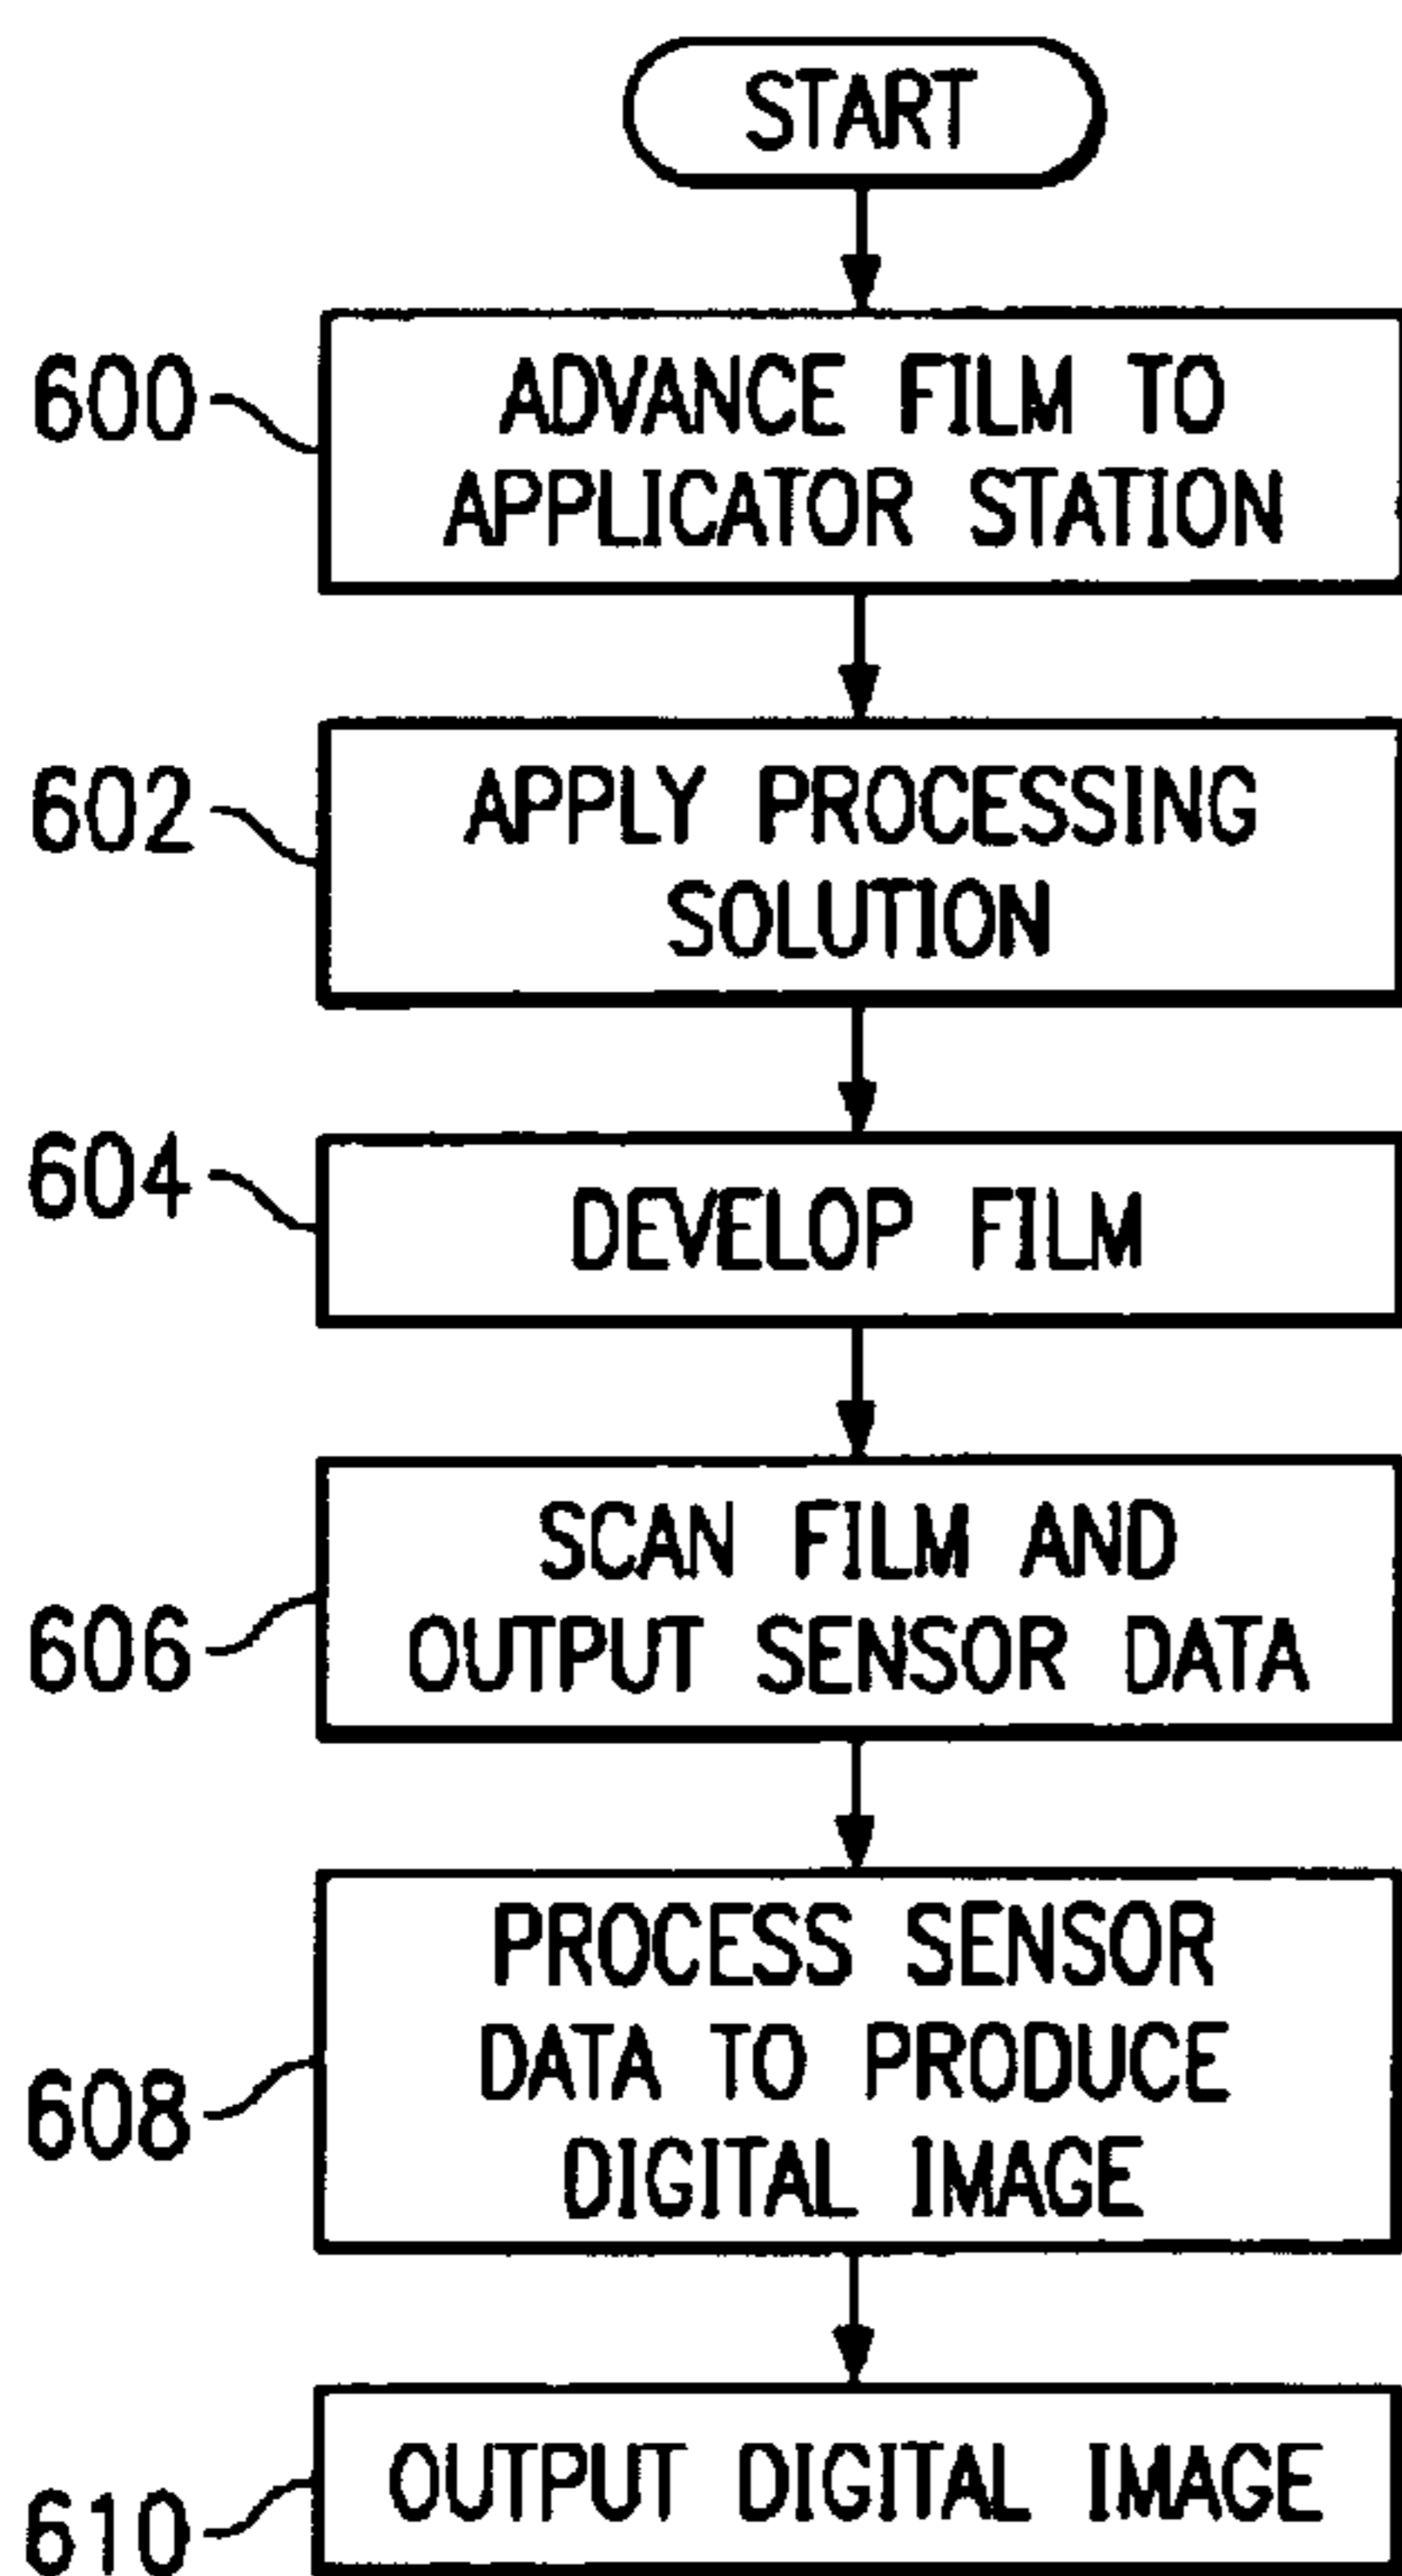 START
600
ADVANCE FILM TO
APPLICATOR STATION
602
APPLY PROCESSING
SOLUTION
604
DEVELOP FILM
606
SCAN FILM AND
OUTPUT SENSOR DATA
608
PROCESS SENSOR
DATA TO PRODUCE
DIGITAL IMAGE
610
OUTPUT DIGITAL IMAGE